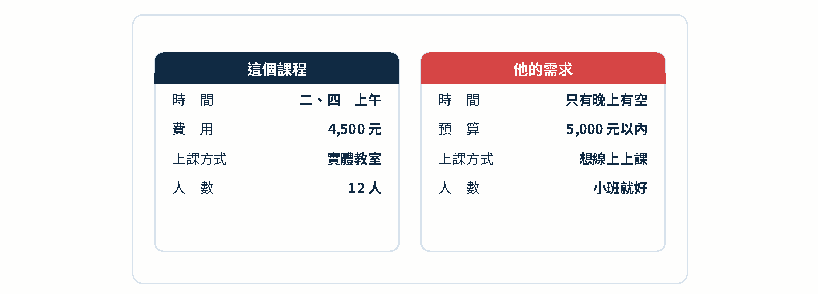 這個課程
時　間　二、四　上午
費　用　4,500 元
上課方式　實體教室
人　數　12 人
他的需求
時　間　只有晚上有空
預　算　5,000 元以內
上課方式　想線上上課
人　數　小班就好